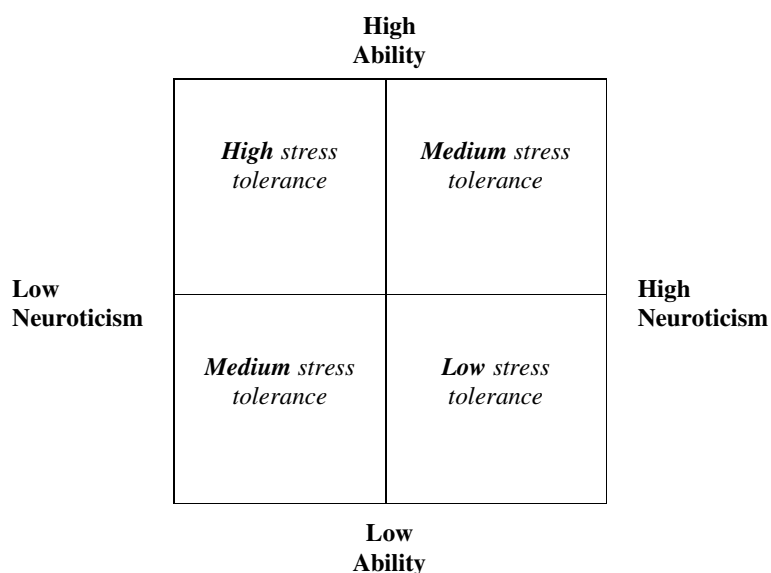 High
Ability
High stress
tolerance
Medium stress
tolerance
Low
Neuroticism
High
Neuroticism
Medium stress
tolerance
Low stress
tolerance
Low
Ability